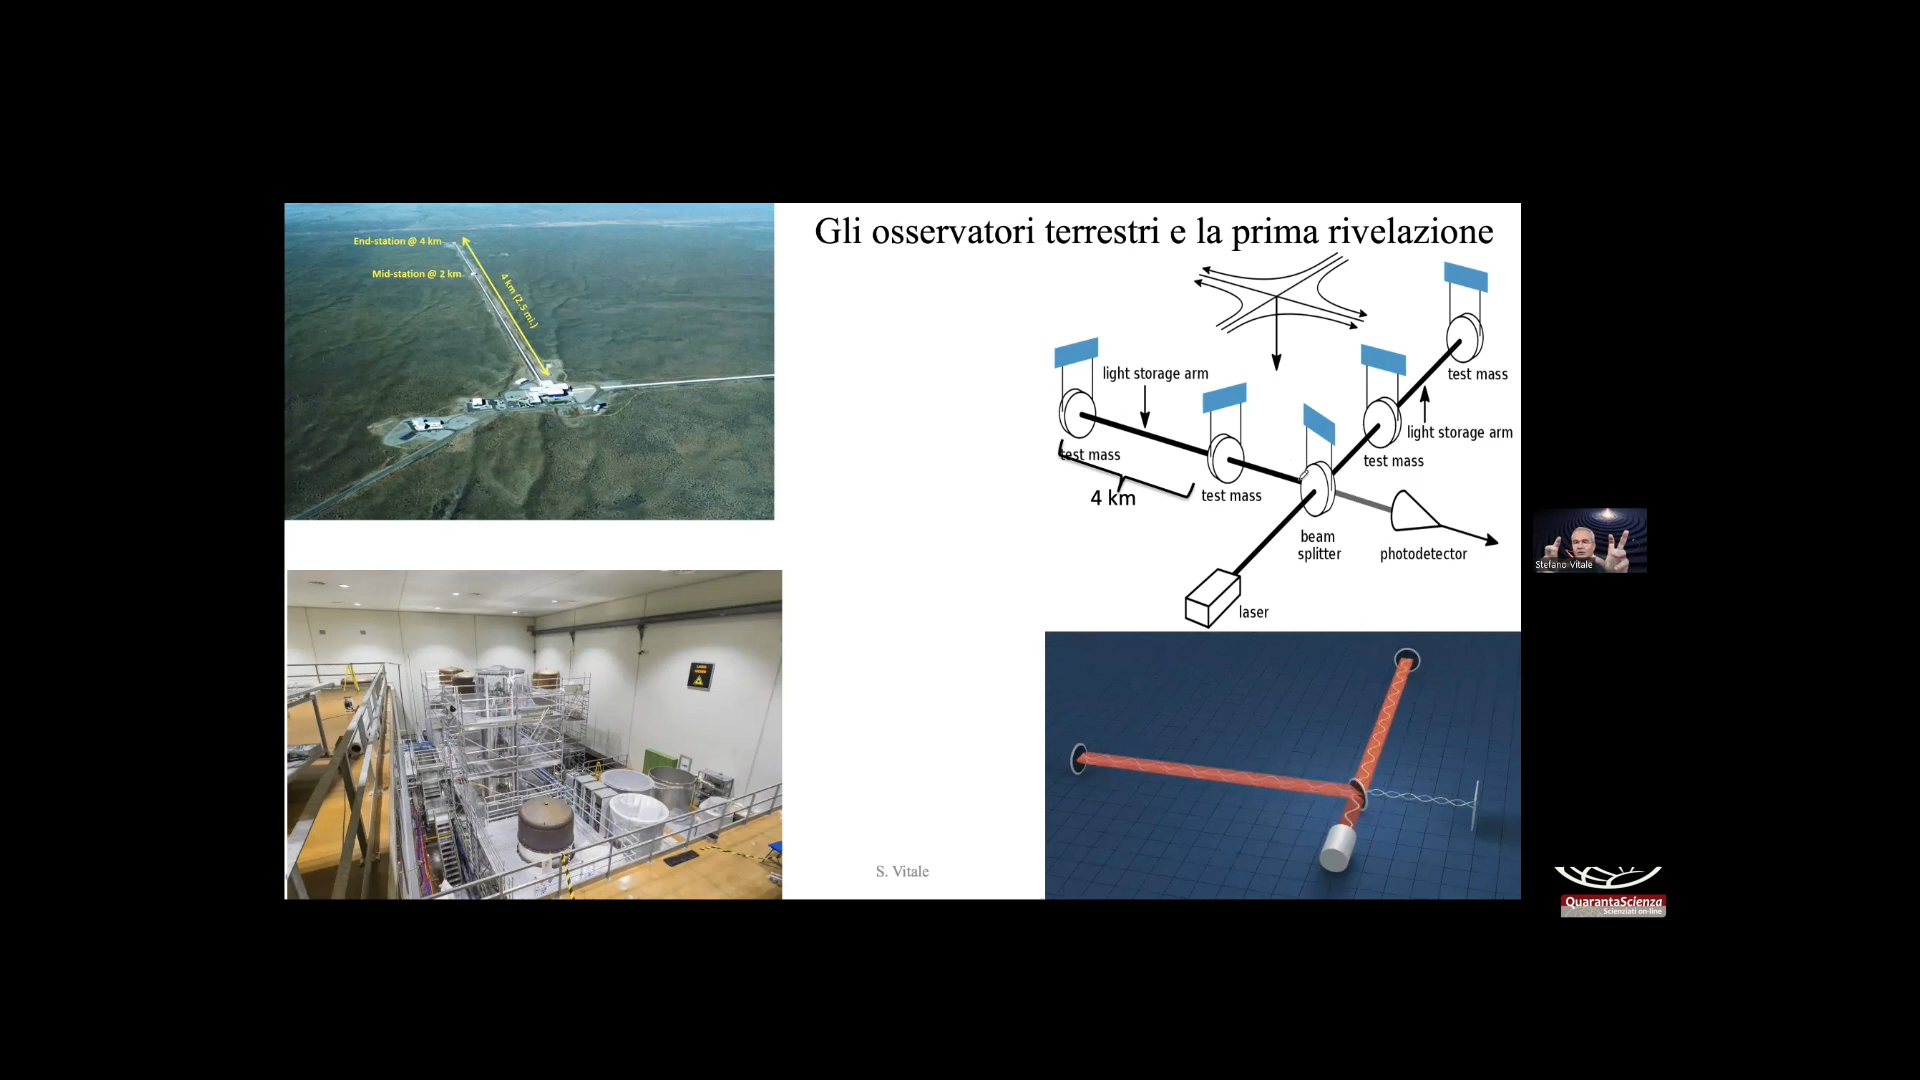 Gli osservatori terrestri e la prima rivelazione
End-station @ 4 km
Mid-station @ 2 km
4 km (2.5 mi.)
test mass
light storage arm
test mass
light storage arm
test mass
test mass
4 km
beam
splitter
photodetector
laser
S. Vitale
Stefano Vitale
QuarantaScienza
Scienziati on-line